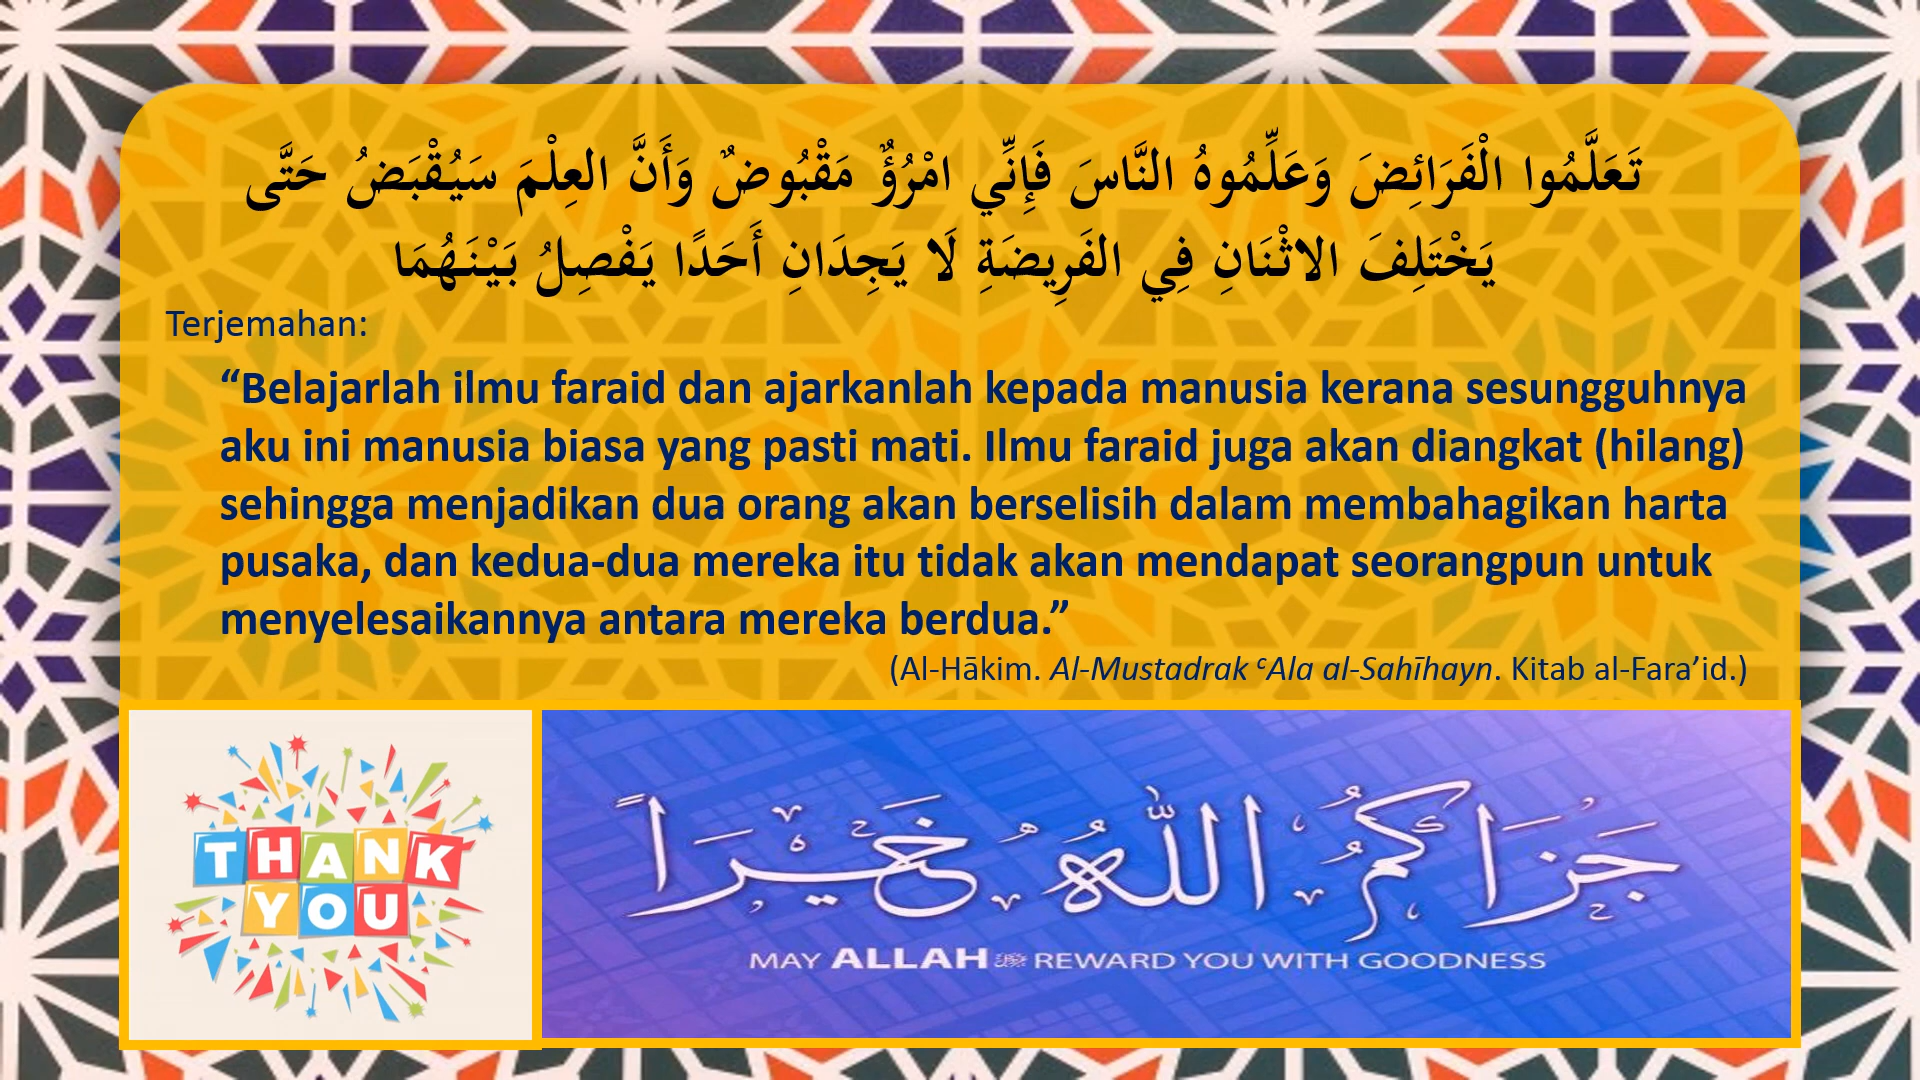 تَعَلَّمُوا الْفَرَائِضَ وَعَلِّمُوهُ النَّاسَ فَإِنِّي امْرُؤٌ مَقْبُوضٌ وَأَنَّ العِلْمَ سَيُقْبَضُ حَتَّى
يَخْتَلِفَ الاثْنَانِ فِي الفَرِيضَةِ لَا يَجِدَانِ أَحَدًا يَفْصِلُ بَيْنَهُمَا
Terjemahan:
“Belajarlah ilmu faraid dan ajarkanlah kepada manusia kerana sesungguhnya
aku ini manusia biasa yang pasti mati. Ilmu faraid juga akan diangkat (hilang)
sehingga menjadikan dua orang akan berselisih dalam membahagikan harta
pusaka, dan kedua-dua mereka itu tidak akan mendapat seorangpun untuk
menyelesaikannya antara mereka berdua.”
(Al-Hākim. Al-Mustadrak ᶜAla al-Sahīhayn. Kitab al-Fara’id.)
THANK
YOU
جَزَاكُمُ اللهُ خَيْراً
MAY ALLAH ﷻ REWARD YOU WITH GOODNESS